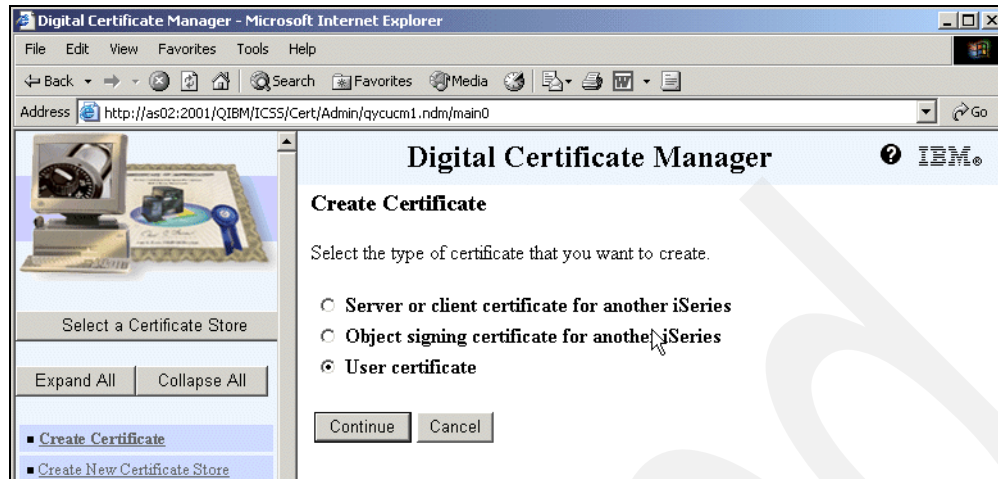 Digital Certificate Manager - Microsoft Internet Explorer
File Edit View Favorites Tools Help
Back Search Favorites Media
Address http://as02:2001/QIBM/ICSS/Cert/Admin/qycucm1.ndm/main0 Go
Digital Certificate Manager IBM®
Select a Certificate Store
Expand All Collapse All
Create Certificate
Create New Certificate Store
Create Certificate
Select the type of certificate that you want to create.
Server or client certificate for another iSeries
Object signing certificate for another iSeries
User certificate
Continue Cancel